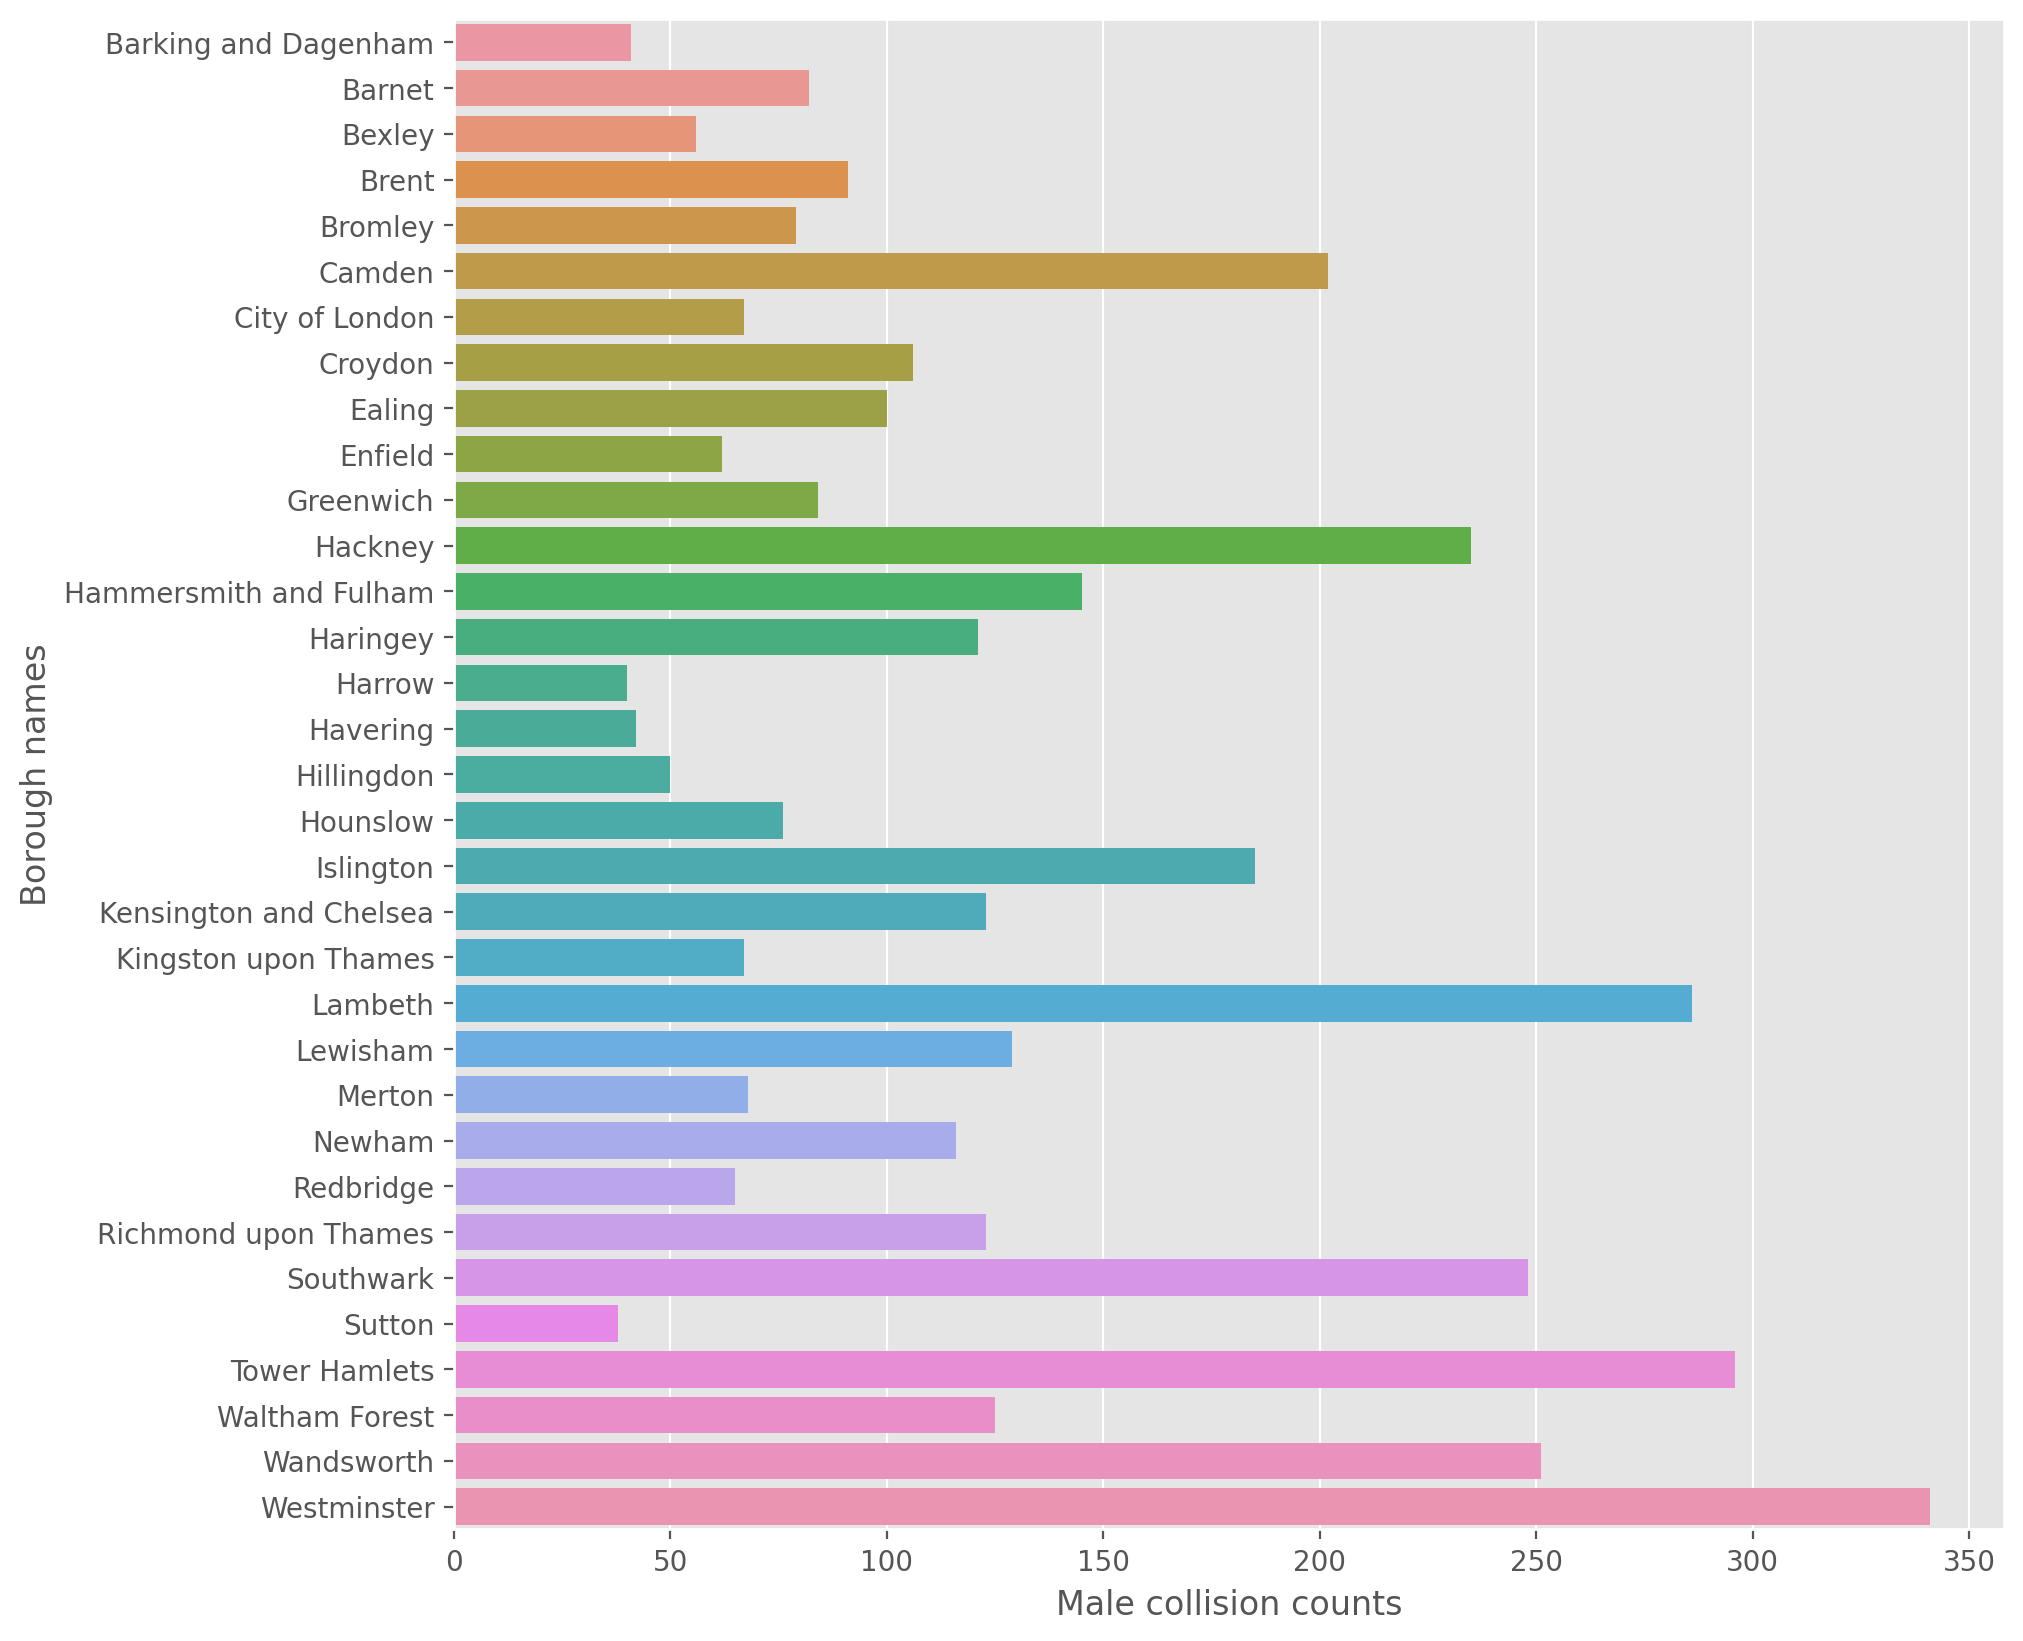 Barking and Dagenham
Barnet
Bexley
Brent
Bromley
Camden
City of London
Croydon
Ealing
Enfield
Greenwich
Hackney
Hammersmith and Fulham
Haringey
Harrow
Havering
Hillingdon
Hounslow
Islington
Kensington and Chelsea
Kingston upon Thames
Lambeth
Lewisham
Merton
Newham
Redbridge
Richmond upon Thames
Southwark
Sutton
Tower Hamlets
Waltham Forest
Wandsworth
Westminster
Borough names
0 50 100 150 200 250 300 350
Male collision counts